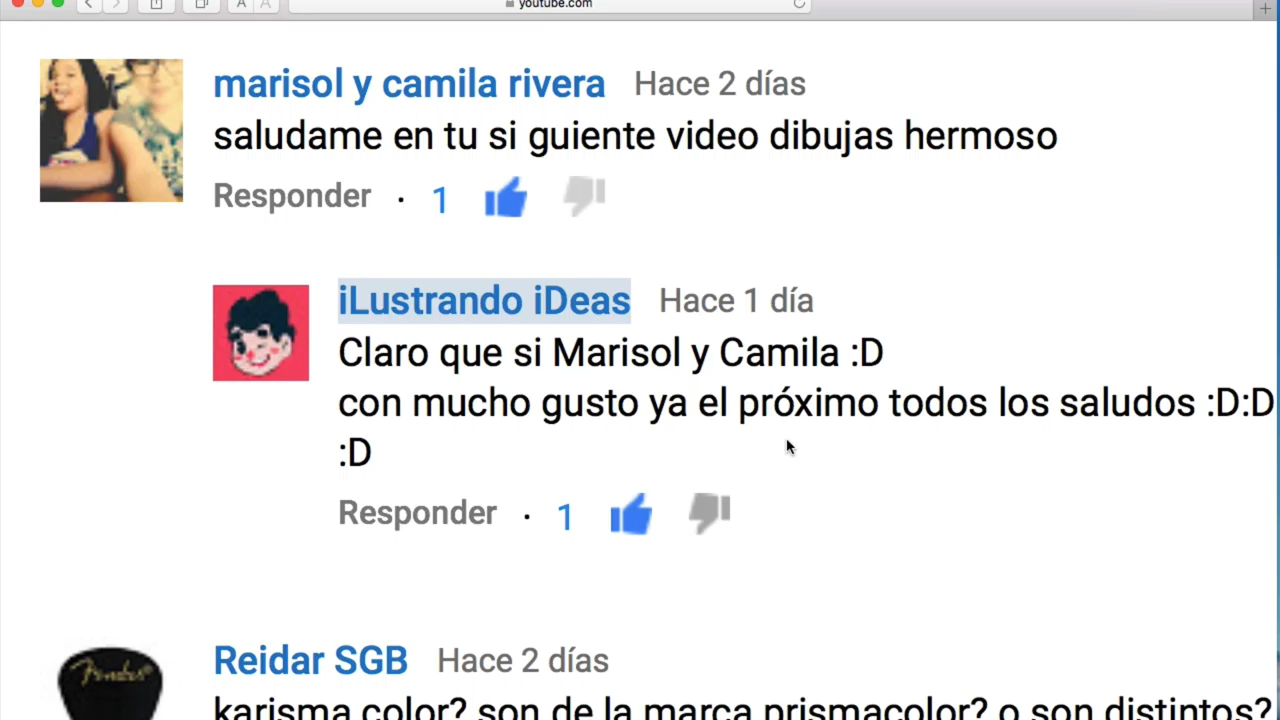 youtube.com
marisol y camila rivera Hace 2 días
saludame en tu si guiente video dibujas hermoso
Responder · 1
iLustrando iDeas Hace 1 día
Claro que si Marisol y Camila :D
con mucho gusto ya el próximo todos los saludos :D:D
:D
Responder · 1
Fender
Reidar SGB Hace 2 días
karisma color? son de la marca prismacolor? o son distintos?